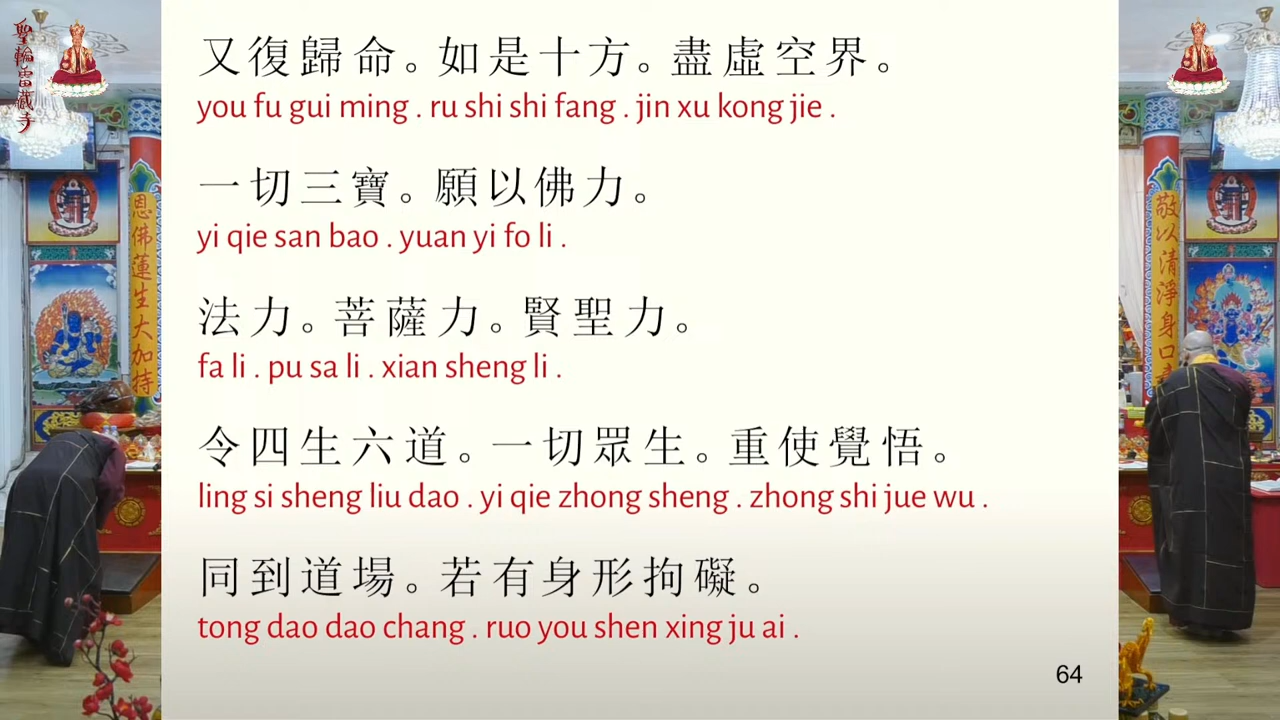 聖輪雷藏寺
又復歸命。如是十方。盡虛空界。
you fu gui ming . ru shi shi fang . jin xu kong jie .
一切三寶。願以佛力。
yi qie san bao . yuan yi fo li .
法力。菩薩力。賢聖力。
fa li . pu sa li . xian sheng li .
令四生六道。一切眾生。重使覺悟。
ling si sheng liu dao . yi qie zhong sheng . zhong shi jue wu .
同到道場。若有身形拘礙。
tong dao dao chang . ruo you shen xing ju ai .
64
恩佛蓮生大加持
敬以清淨身口意